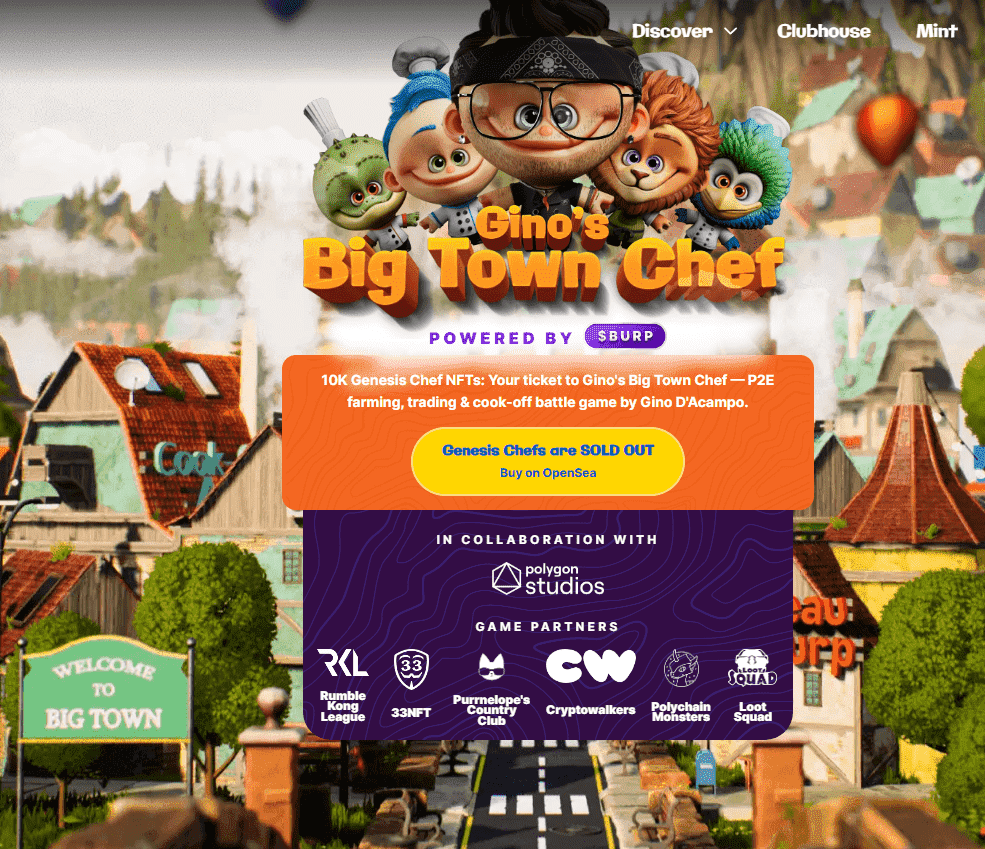 Discover
Clubhouse
Mint
Gino's
Big Town Chef
POWERED BY $BURP
10K Genesis Chef NFTs: Your ticket to Gino's Big Town Chef — P2E
farming, trading & cook-off battle game by Gino D'Acampo.
Genesis Chefs are SOLD OUT
Buy on OpenSea
Cook
IN COLLABORATION WITH
polygon
studios
GAME PARTNERS
eau
urp
RKL
33
CW
LOOT
SQUAD
Rumble
Kong
League
33NFT
Purrnelope's
Country
Club
Cryptowalkers
Polychain
Monsters
Loot
Squad
WELCOME
TO
BIG TOWN